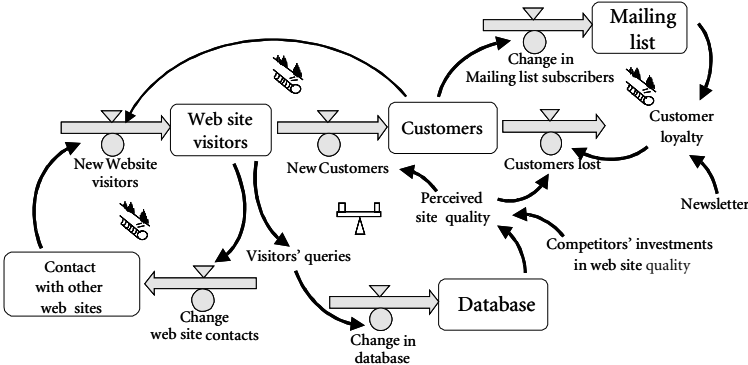 Mailing
list
Change in
Mailing list subscribers
Web site
visitors
Customers
Customer
loyalty
New Website
visitors
New Customers
Customers lost
Perceived
site quality
Newsletter
Visitors' queries
Competitors' investments
in web site quality
Contact
with other
web sites
Change
web site contacts
Database
Change in
database